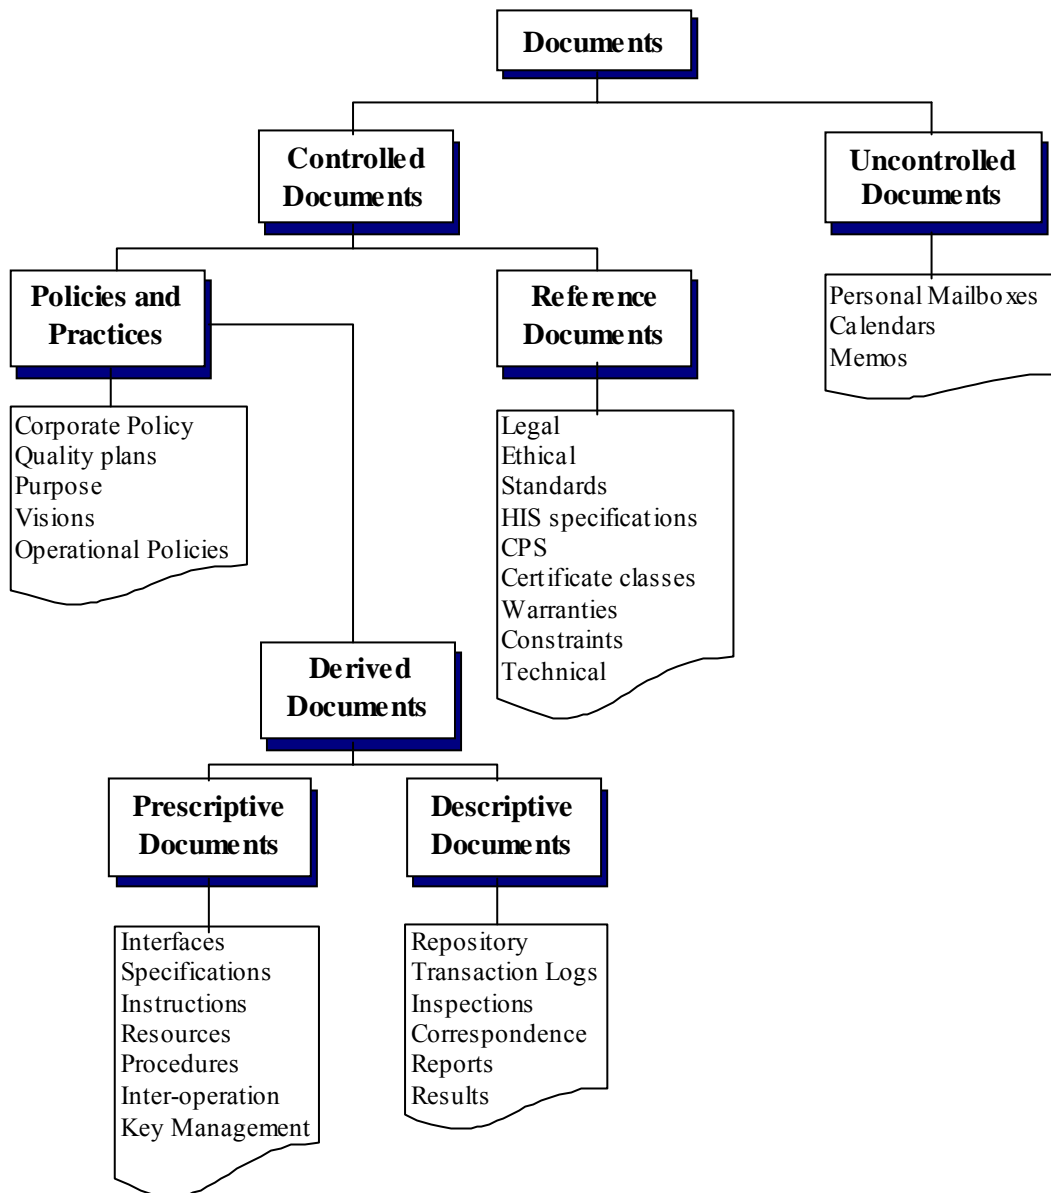 Documents
Controlled
Documents
Uncontrolled
Documents
Policies and
Practices
Reference
Documents
Personal Mailboxes
Calendars
Memos
Corporate Policy
Quality plans
Purpose
Visions
Operational Policies
Legal
Ethical
Standards
HIS specifications
CPS
Certificate classes
Warranties
Constraints
Technical
Derived
Documents
Prescriptive
Documents
Descriptive
Documents
Interfaces
Specifications
Instructions
Resources
Procedures
Inter-operation
Key Management
Repository
Transaction Logs
Inspections
Correspondence
Reports
Results